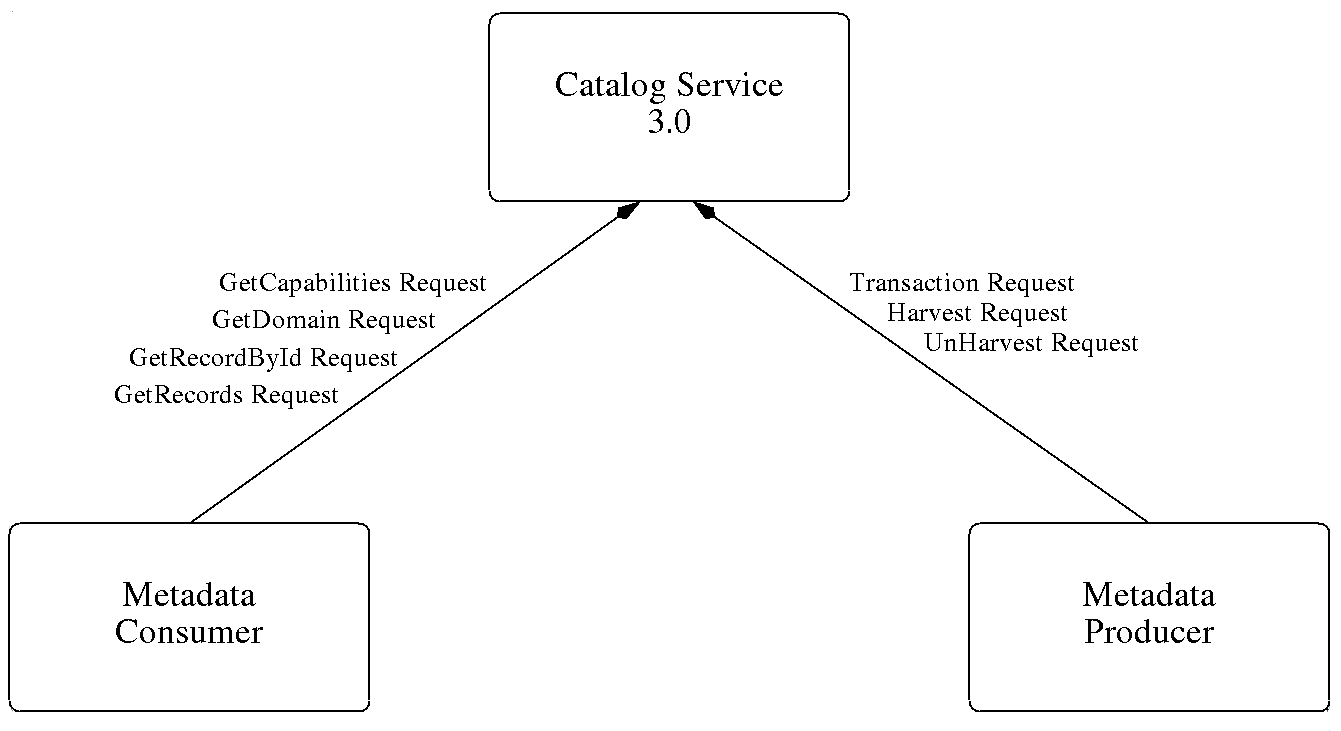 Catalog Service
3.0
GetCapabilities Request
GetDomain Request
GetRecordById Request
GetRecords Request
Transaction Request
Harvest Request
UnHarvest Request
Metadata
Consumer
Metadata
Producer